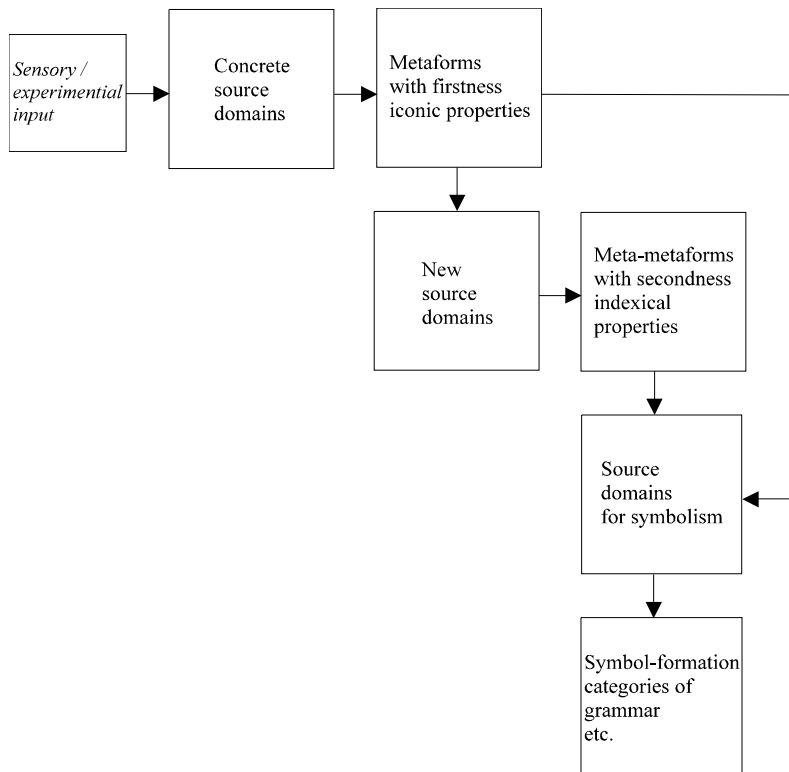 Sensory /
experimental
input
Concrete
source
domains
Metaforms
with firstness
iconic properties
New
source
domains
Meta-metaforms
with secondness
indexical
properties
Source
domains
for symbolism
Symbol-formation
categories of
grammar
etc.